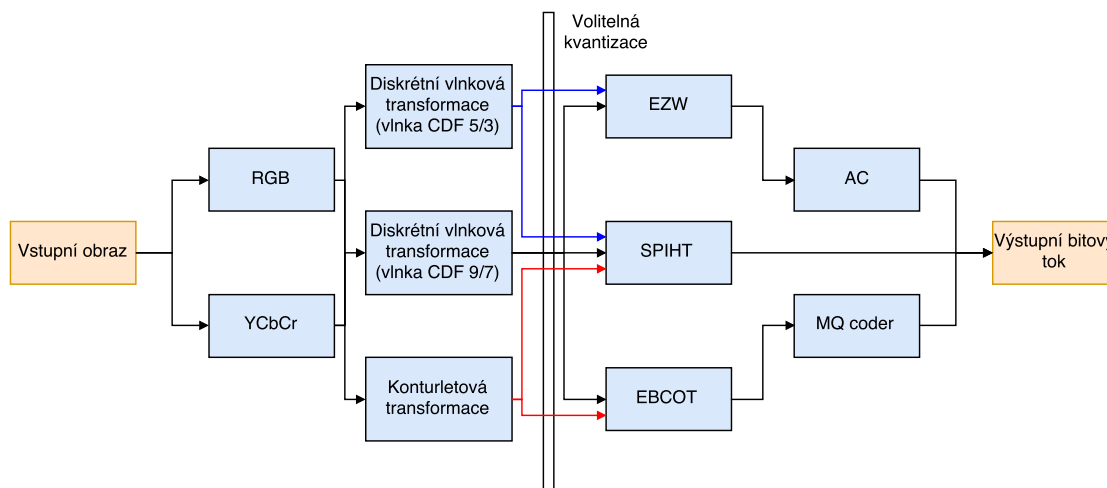 Volitelná
kvantizace
Diskrétní vlnková
transformace
(vlnka CDF 5/3)
EZW
RGB
AC
Vstupní obraz
Diskrétní vlnková
transformace
(vlnka CDF 9/7)
SPIHT
Výstupní bitový
tok
YCbCr
MQ coder
Konturletová
transformace
EBCOT